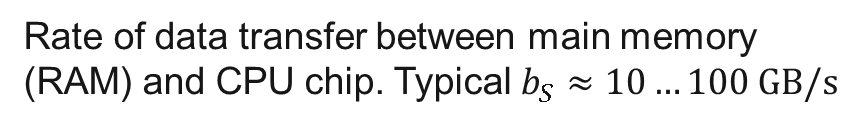 Rate of data transfer between main memory
(RAM) and CPU chip. Typical b_S ≈ 10 … 100 GB/s